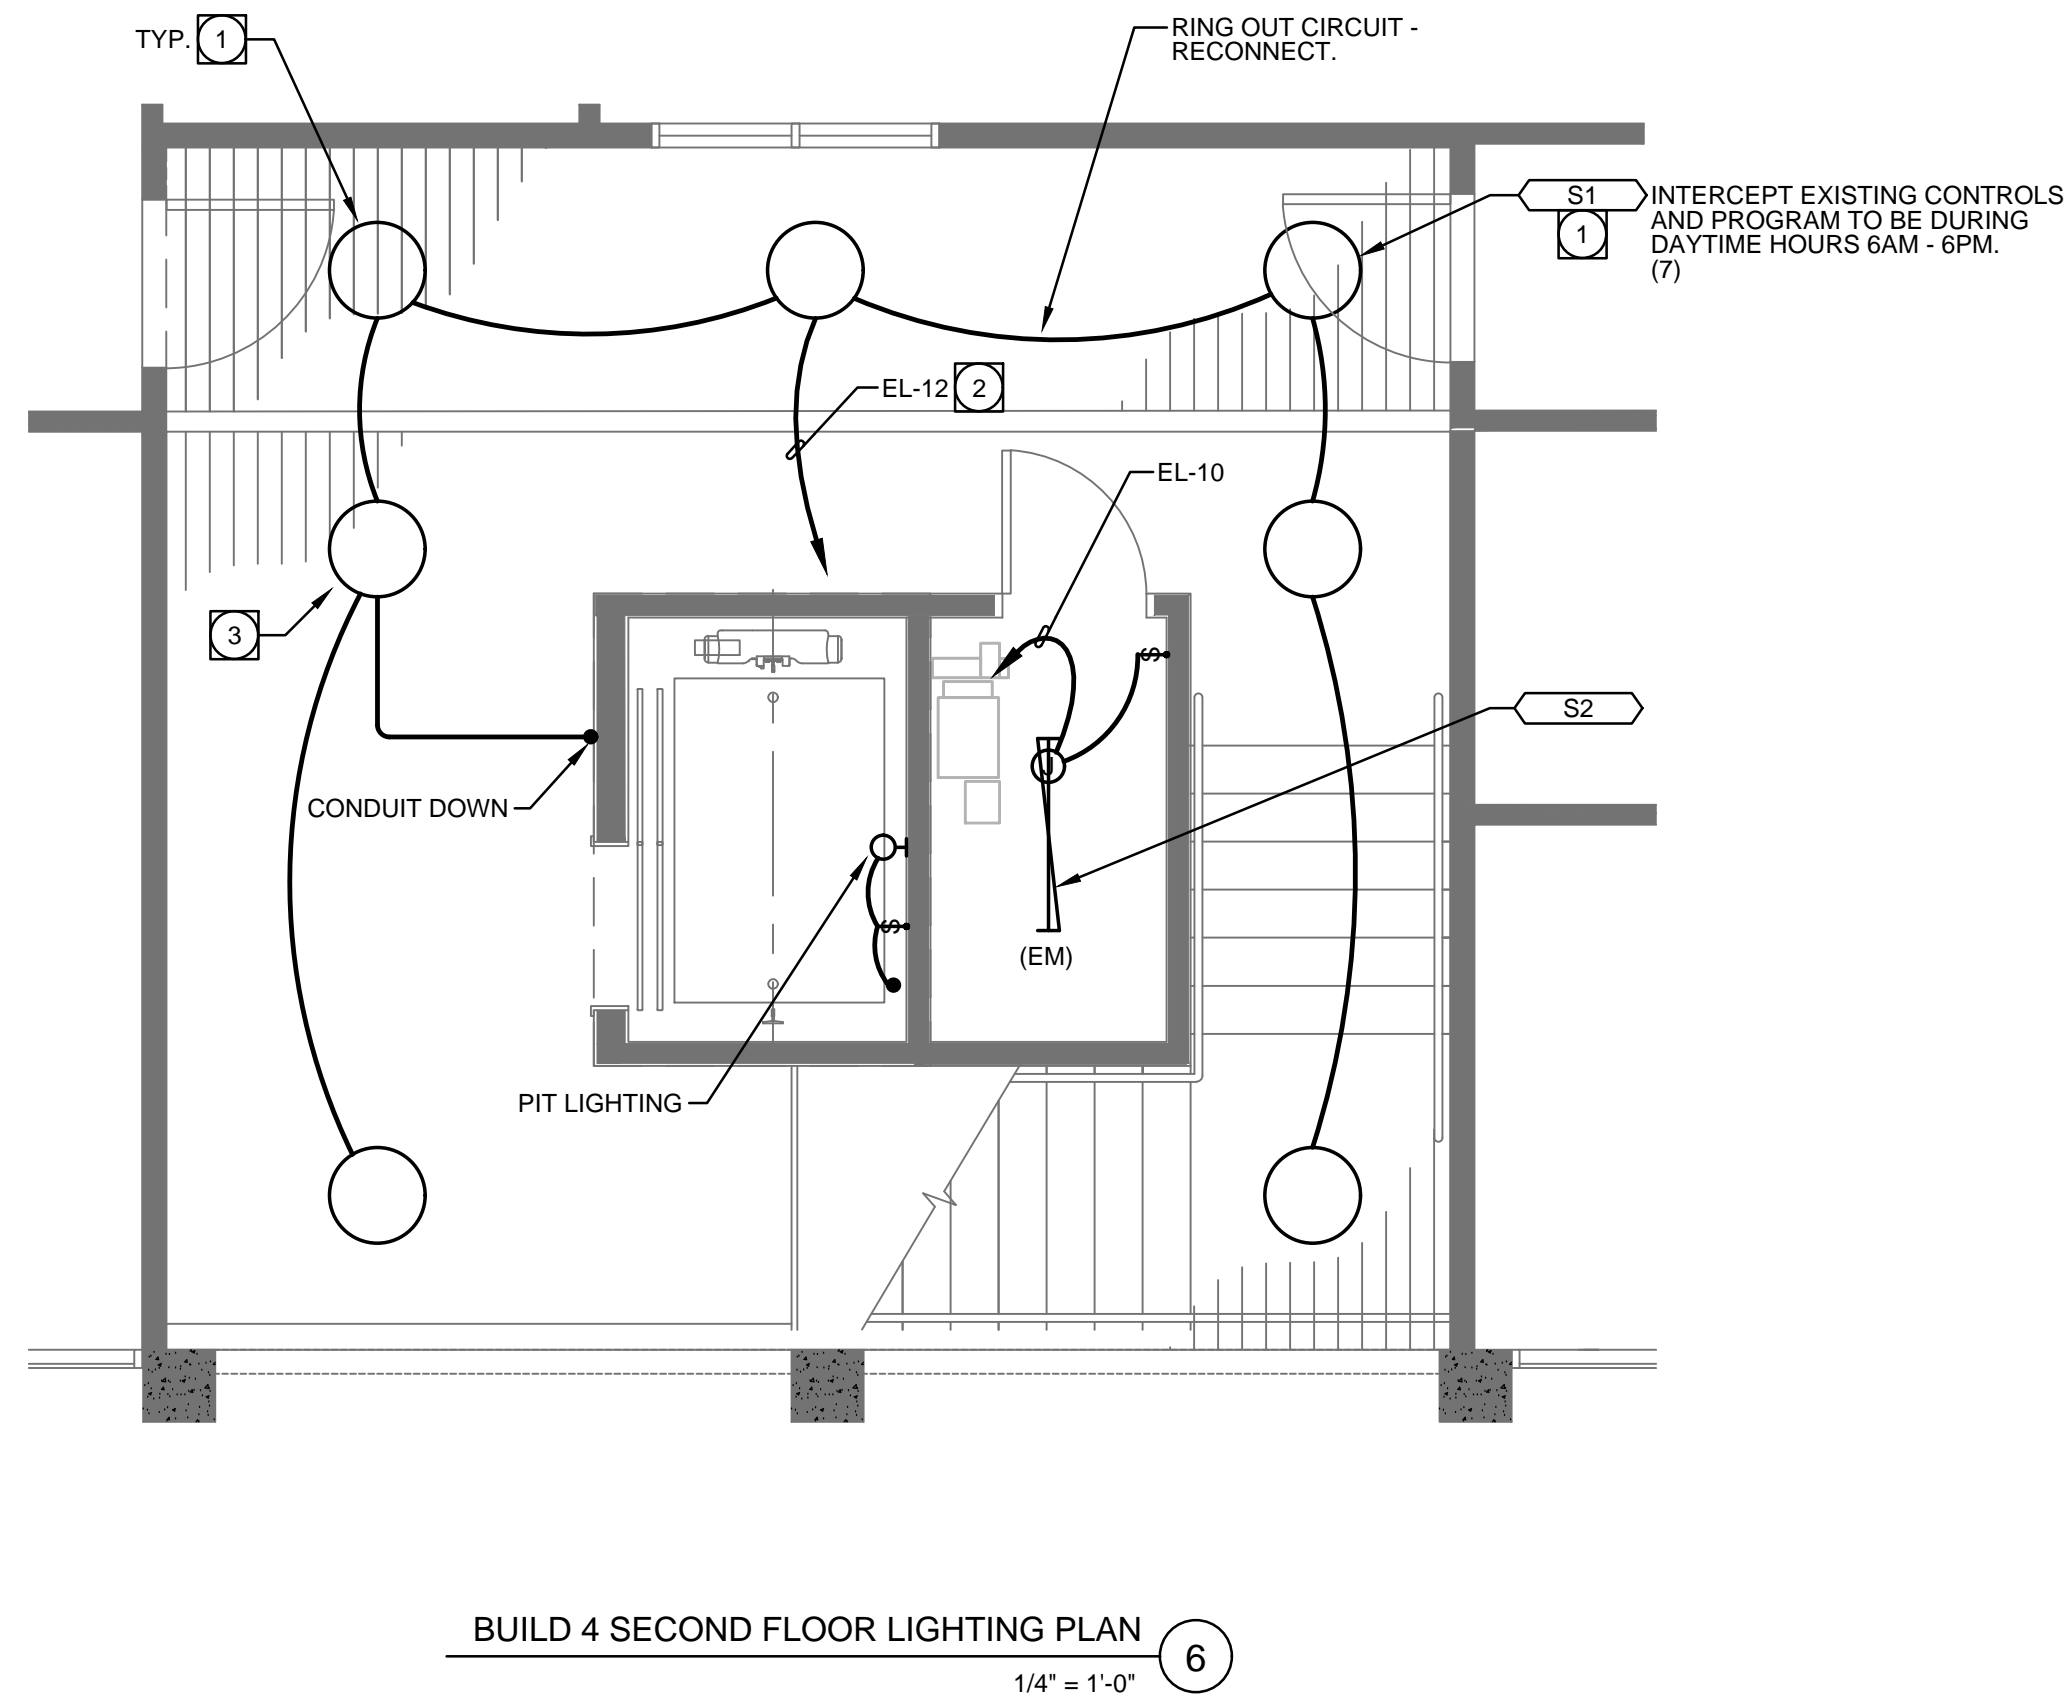 TYP. 1
RING OUT CIRCUIT -
RECONNECT.
S1
1
INTERCEPT EXISTING CONTROLS
AND PROGRAM TO BE DURING
DAYTIME HOURS 6AM - 6PM.
(7)
EL-12 2
EL-10
3
$
S2
J
CONDUIT DOWN
$
(EM)
PIT LIGHTING
BUILD 4 SECOND FLOOR LIGHTING PLAN
6
1/4" = 1'-0"